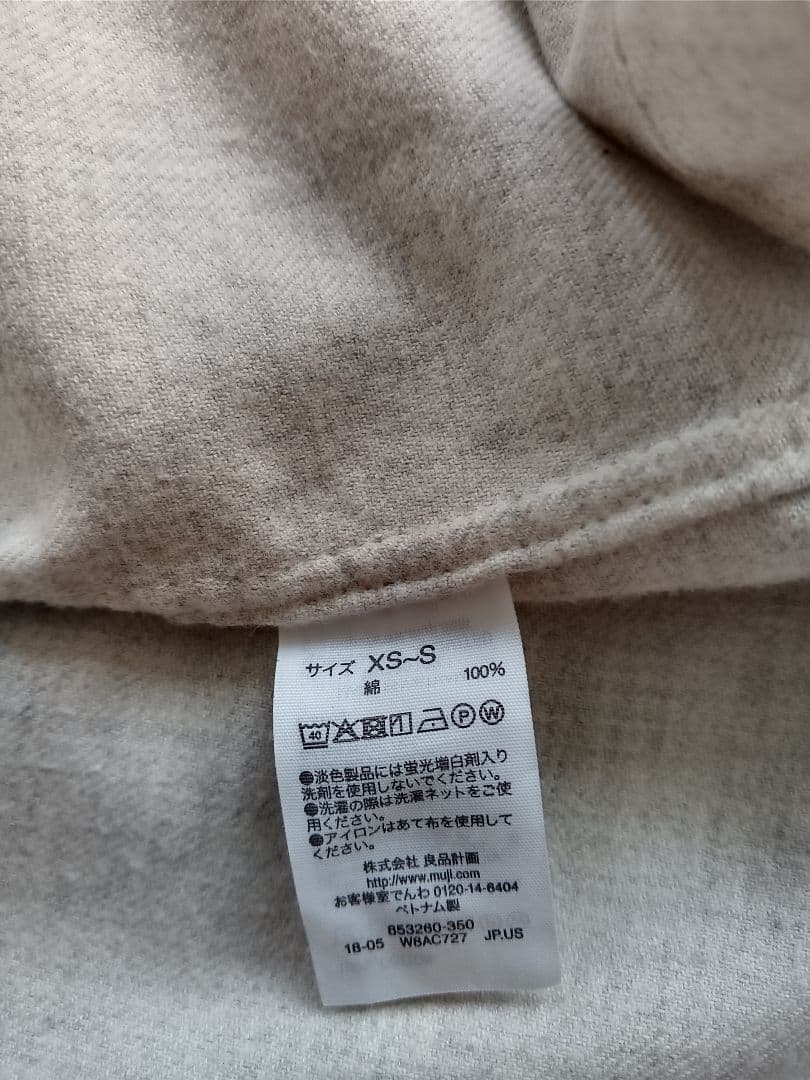 サイズ XS~S
綿 100%
40 P W
●淡色製品には蛍光増白剤入り
洗剤を使用しないでください。
●洗濯の際は洗濯ネットをご使
用ください。
●アイロンはあて布を使用して
ください。
株式会社 良品計画
http://www.muji.com
お客様室でんわ 0120-14-6404
ベトナム製
853260-350
18-05 W8AC727 JP.US